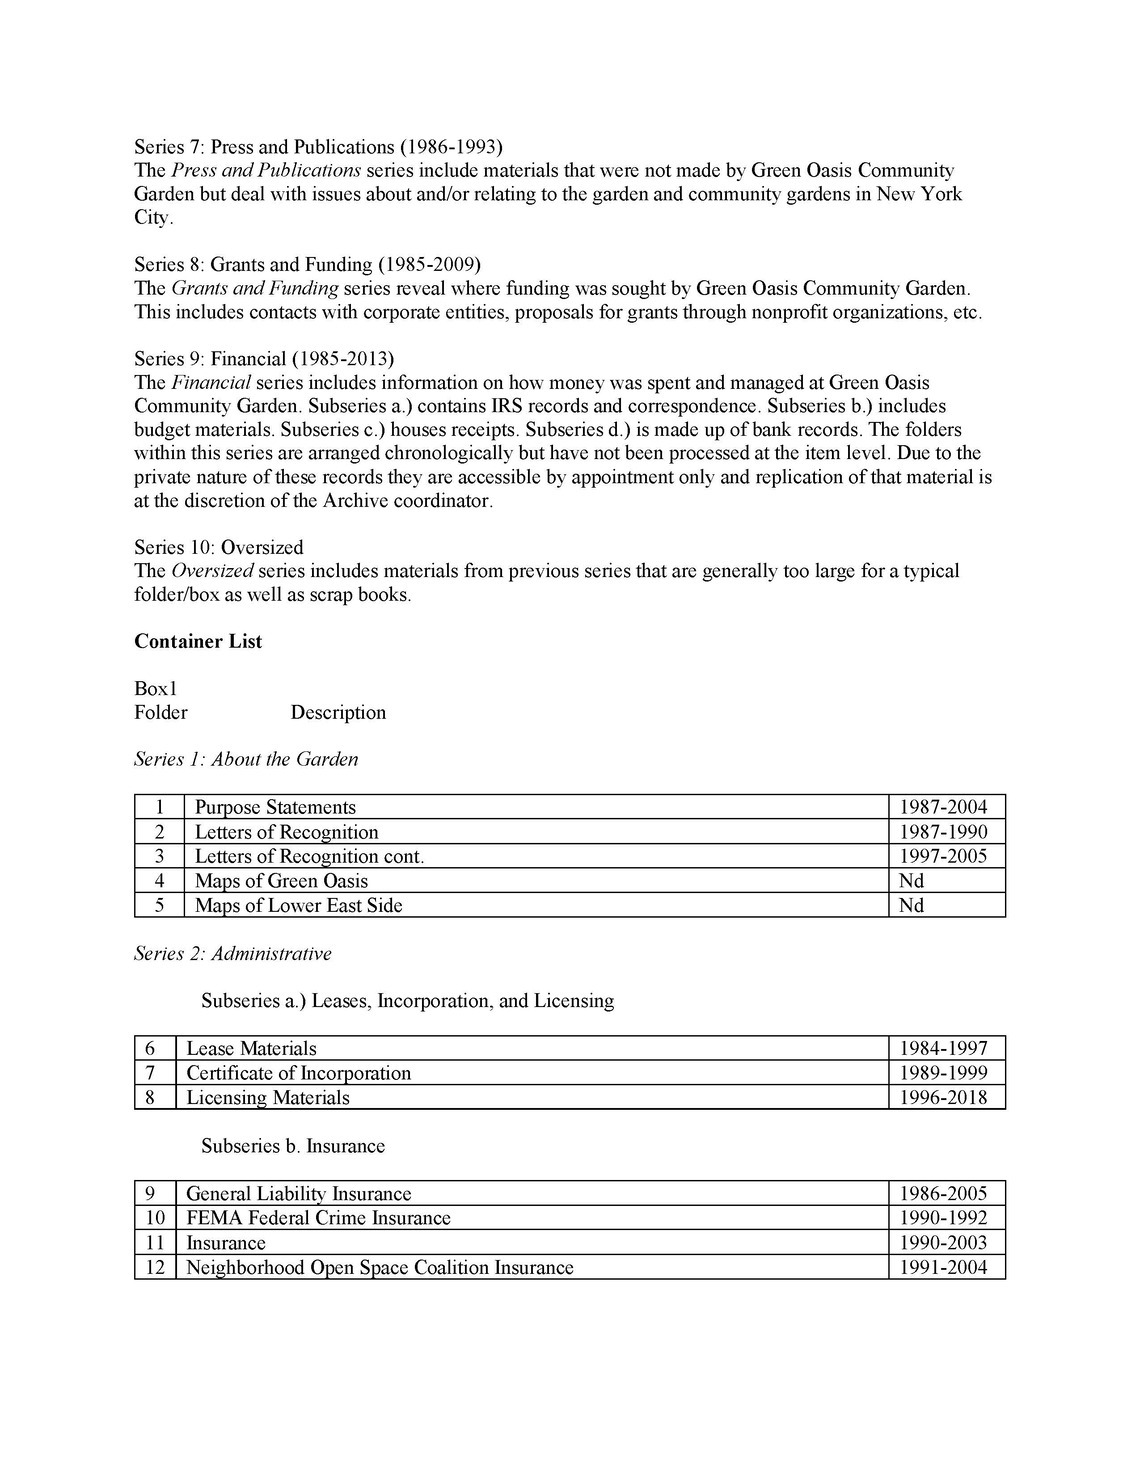 Series 7: Press and Publications (1986-1993)
The Press and Publications series include materials that were not made by Green Oasis Community
Garden but deal with issues about and/or relating to the garden and community gardens in New York
City.
Series 8: Grants and Funding (1985-2009)
The Grants and Funding series reveal where funding was sought by Green Oasis Community Garden.
This includes contacts with corporate entities, proposals for grants through nonprofit organizations, etc.
Series 9: Financial (1985-2013)
The Financial series includes information on how money was spent and managed at Green Oasis
Community Garden. Subseries a.) contains IRS records and correspondence. Subseries b.) includes
budget materials. Subseries c.) houses receipts. Subseries d.) is made up of bank records. The folders
within this series are arranged chronologically but have not been processed at the item level. Due to the
private nature of these records they are accessible by appointment only and replication of that material is
at the discretion of the Archive coordinator.
Series 10: Oversized
The Oversized series includes materials from previous series that are generally too large for a typical
folder/box as well as scrap books.
Container List
Box1
Folder Description
Series 1: About the Garden
1 Purpose Statements 1987-2004
2 Letters of Recognition 1987-1990
3 Letters of Recognition cont. 1997-2005
4 Maps of Green Oasis Nd
5 Maps of Lower East Side Nd
Series 2: Administrative
Subseries a.) Leases, Incorporation, and Licensing
6 Lease Materials 1984-1997
7 Certificate of Incorporation 1989-1999
8 Licensing Materials 1996-2018
Subseries b. Insurance
9 General Liability Insurance 1986-2005
10 FEMA Federal Crime Insurance 1990-1992
11 Insurance 1990-2003
12 Neighborhood Open Space Coalition Insurance 1991-2004